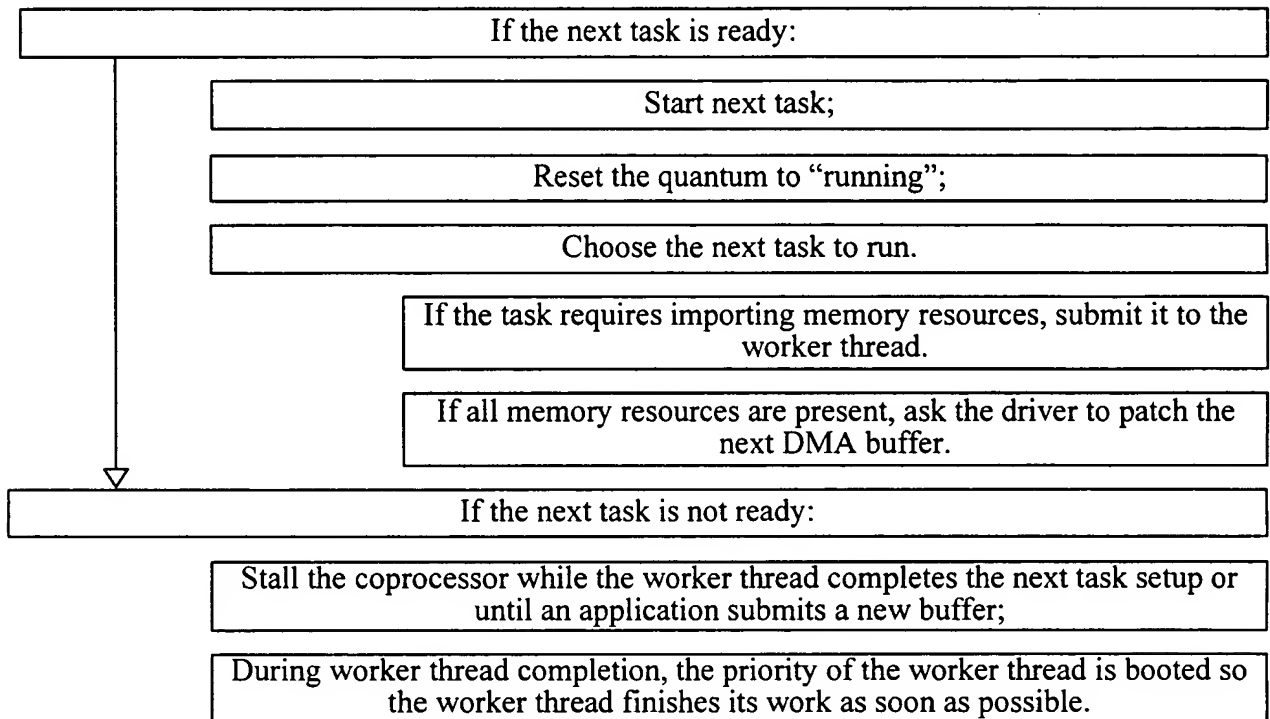 If the next task is ready:
Start next task;
Reset the quantum to “running”;
Choose the next task to run.
If the task requires importing memory resources, submit it to the
worker thread.
If all memory resources are present, ask the driver to patch the
next DMA buffer.
If the next task is not ready:
Stall the coprocessor while the worker thread completes the next task setup or
until an application submits a new buffer;
During worker thread completion, the priority of the worker thread is booted so
the worker thread finishes its work as soon as possible.